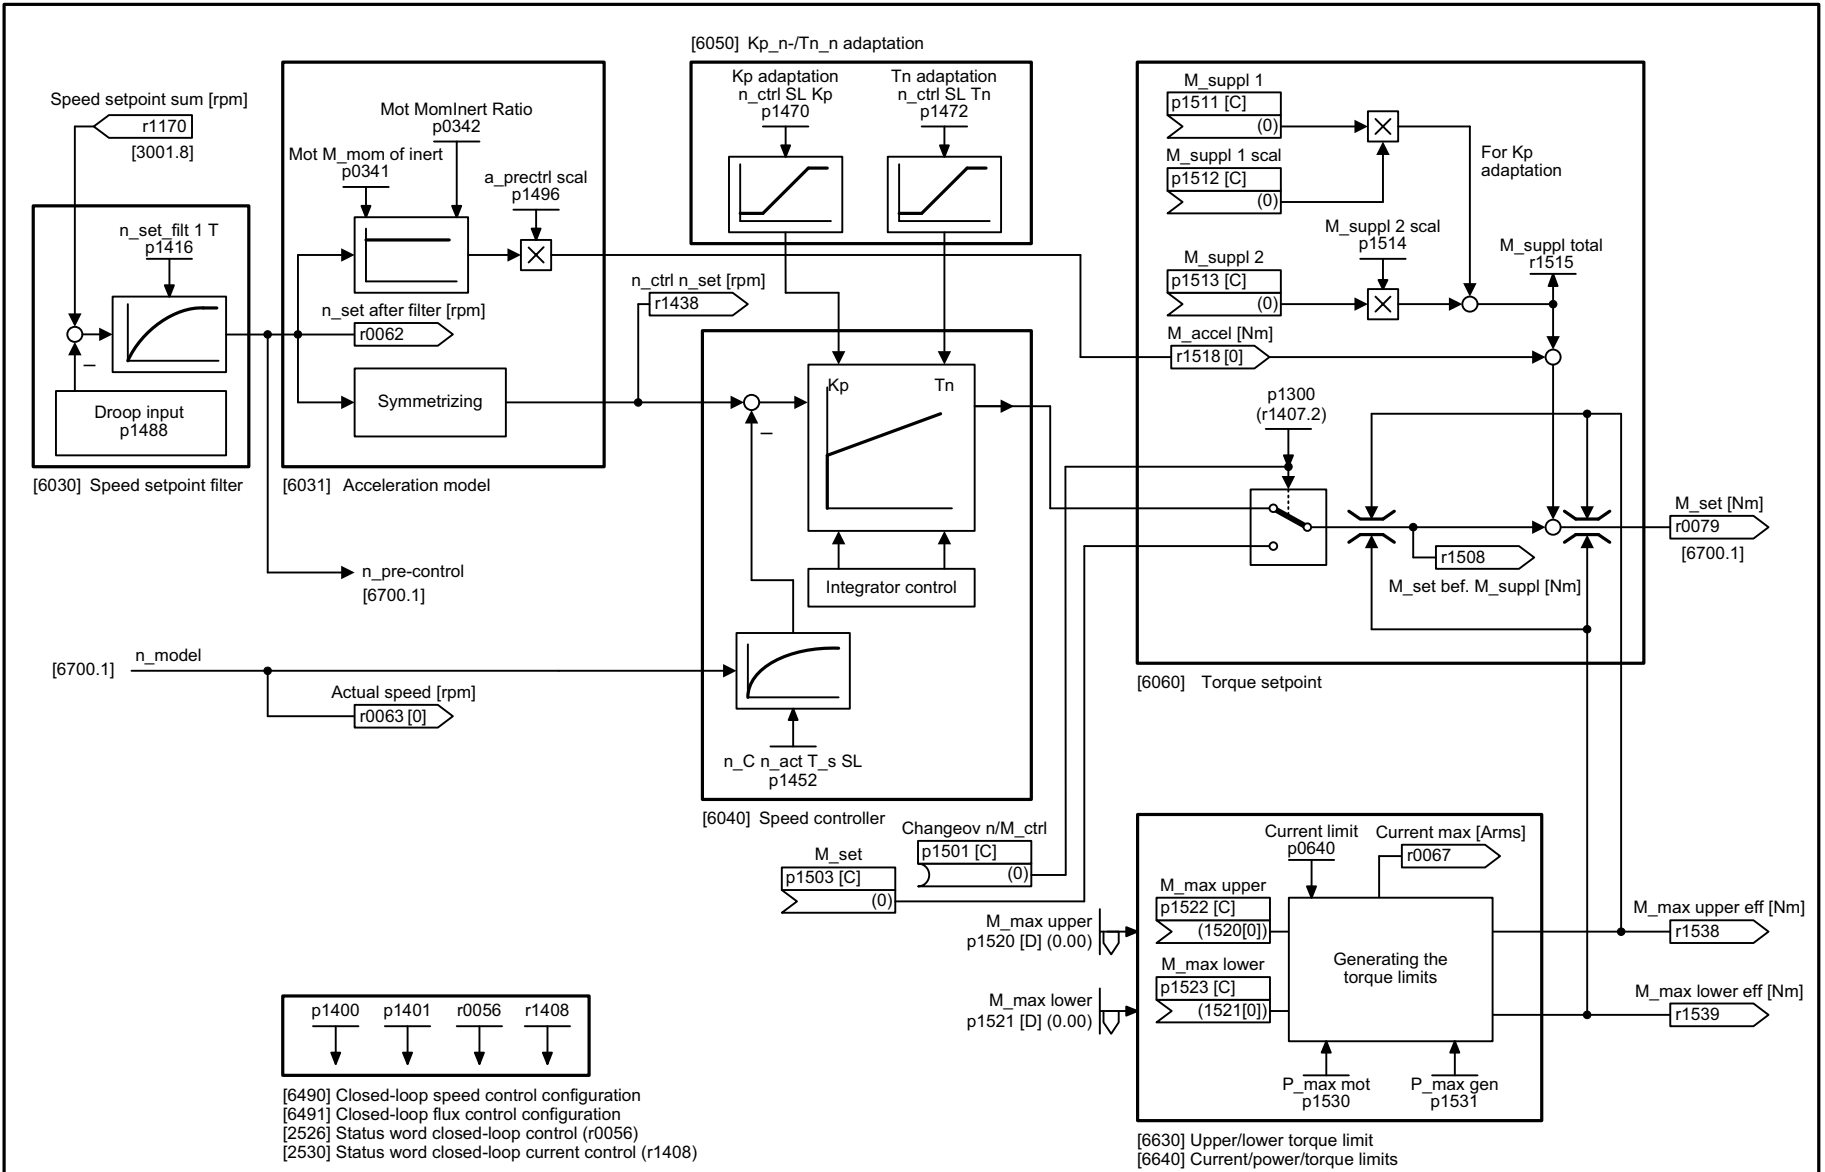 [6050] Kp_n-/Tn_n adaptation
Speed setpoint sum [rpm]
r1170
[3001.8]
n_set_filt 1 T
p1416
Droop input
p1488
–
[6030] Speed setpoint filter
Mot MomInert Ratio
p0342
Mot M_mom of inert
p0341
a_prectrl scal
p1496
n_set after filter [rpm]
r0062
Symmetrizing
[6031] Acceleration model
Kp adaptation
n_ctrl SL Kp
p1470
Tn adaptation
n_ctrl SL Tn
p1472
n_ctrl n_set [rpm]
r1438
Kp
Tn
–
Integrator control
n_C n_act T_s SL
p1452
[6040] Speed controller
n_pre-control
[6700.1]
[6700.1]
n_model
Actual speed [rpm]
r0063 [0]
M_suppl 1
p1511 [C]
(0)
M_suppl 1 scal
p1512 [C]
(0)
For Kp
adaptation
M_suppl 2 scal
p1514
M_suppl 2
p1513 [C]
(0)
M_suppl total
r1515
M_accel [Nm]
r1518 [0]
p1300
(r1407.2)
r1508
M_set bef. M_suppl [Nm]
M_set [Nm]
r0079
[6700.1]
[6060] Torque setpoint
Changeov n/M_ctrl
p1501 [C]
(0)
M_set
p1503 [C]
(0)
M_max upper
p1520 [D] (0.00)
M_max lower
p1521 [D] (0.00)
Current limit
p0640
Current max [Arms]
r0067
M_max upper
p1522 [C]
(1520[0])
M_max lower
p1523 [C]
(1521[0])
Generating the
torque limits
P_max mot
p1530
P_max gen
p1531
M_max upper eff [Nm]
r1538
M_max lower eff [Nm]
r1539
[6630] Upper/lower torque limit
[6640] Current/power/torque limits
p1400 p1401 r0056 r1408
[6490] Closed-loop speed control configuration
[6491] Closed-loop flux control configuration
[2526] Status word closed-loop control (r0056)
[2530] Status word closed-loop current control (r1408)